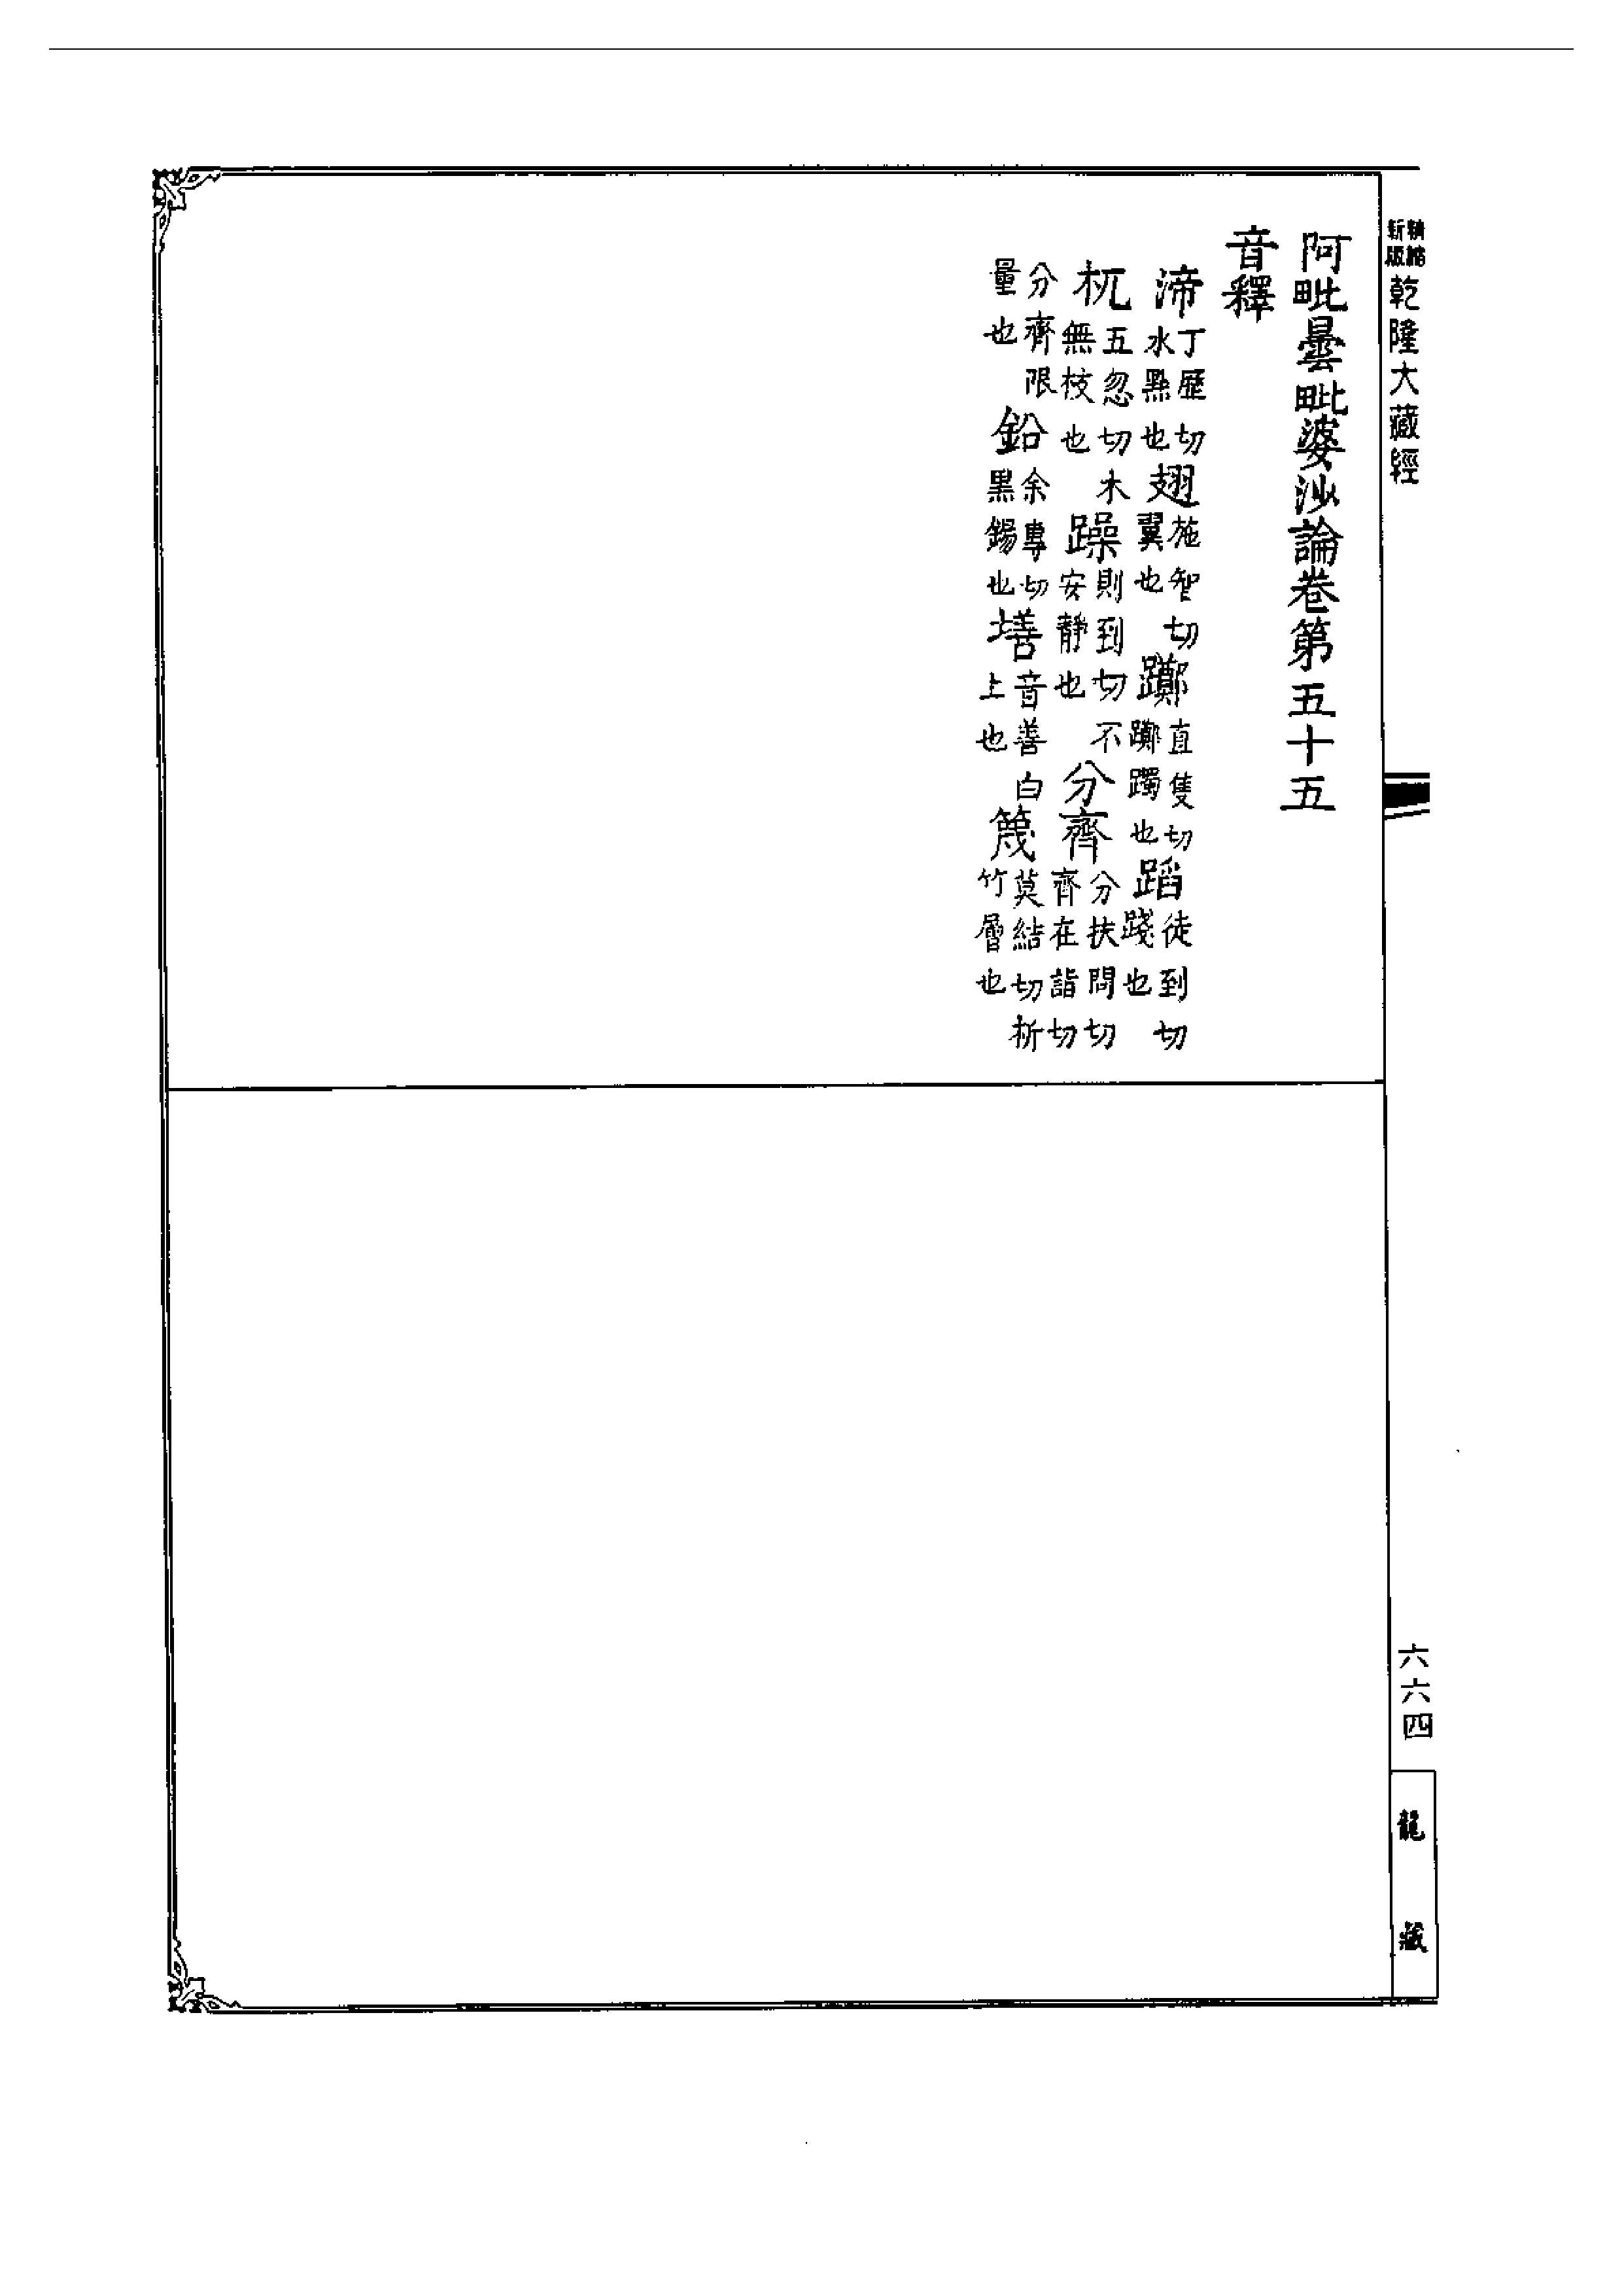 精縮新版
乾隆大藏經
阿毗曇毗婆沙論卷第五十五
音釋
渧丁歷切水點也翅施智切翼也躑直隻切躑躅也蹈徒到切踐也
杌五忽切木無枝也躁則到切不安靜也分齊分扶問切齊在詣切
分齊限量也鉛余專切黑錫也墡音善白土也篾莫結切析竹層也
六六四
龍藏